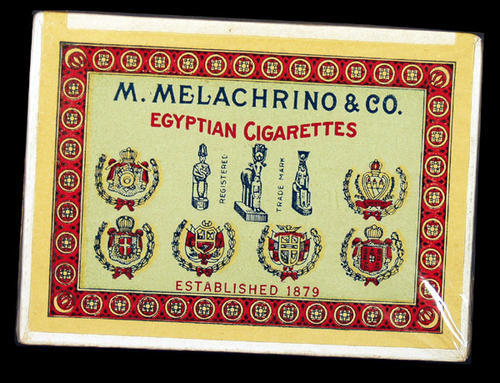 M. MELACHRINO & CO.
EGYPTIAN CIGARETTES
REGISTERED
TRADE MARK
ESTABLISHED 1879